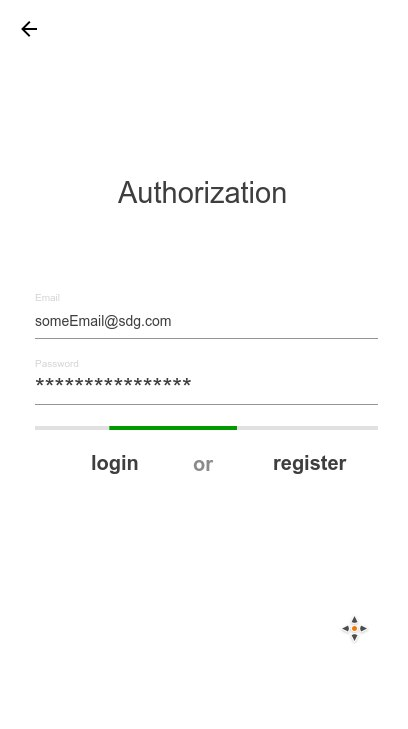 Authorization
Email
someEmail@sdg.com
Password
****************
login or register